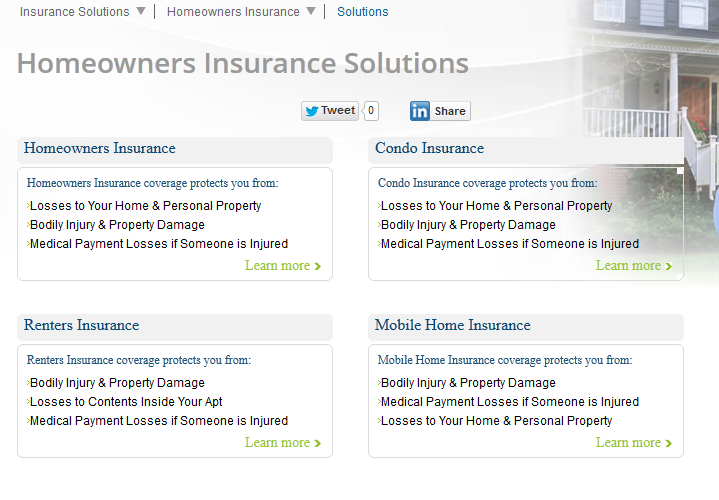 Insurance Solutions Homeowners Insurance Solutions
Homeowners Insurance Solutions
Tweet 0 in Share
Homeowners Insurance
Homeowners Insurance coverage protects you from:
Losses to Your Home & Personal Property
Bodily Injury & Property Damage
Medical Payment Losses if Someone is Injured
Learn more
Condo Insurance
Condo Insurance coverage protects you from:
Losses to Your Home & Personal Property
Bodily Injury & Property Damage
Medical Payment Losses if Someone is Injured
Learn more
Renters Insurance
Renters Insurance coverage protects you from:
Bodily Injury & Property Damage
Losses to Contents Inside Your Apt
Medical Payment Losses if Someone is Injured
Learn more
Mobile Home Insurance
Mobile Home Insurance coverage protects you from:
Bodily Injury & Property Damage
Medical Payment Losses if Someone is Injured
Losses to Your Home & Personal Property
Learn more